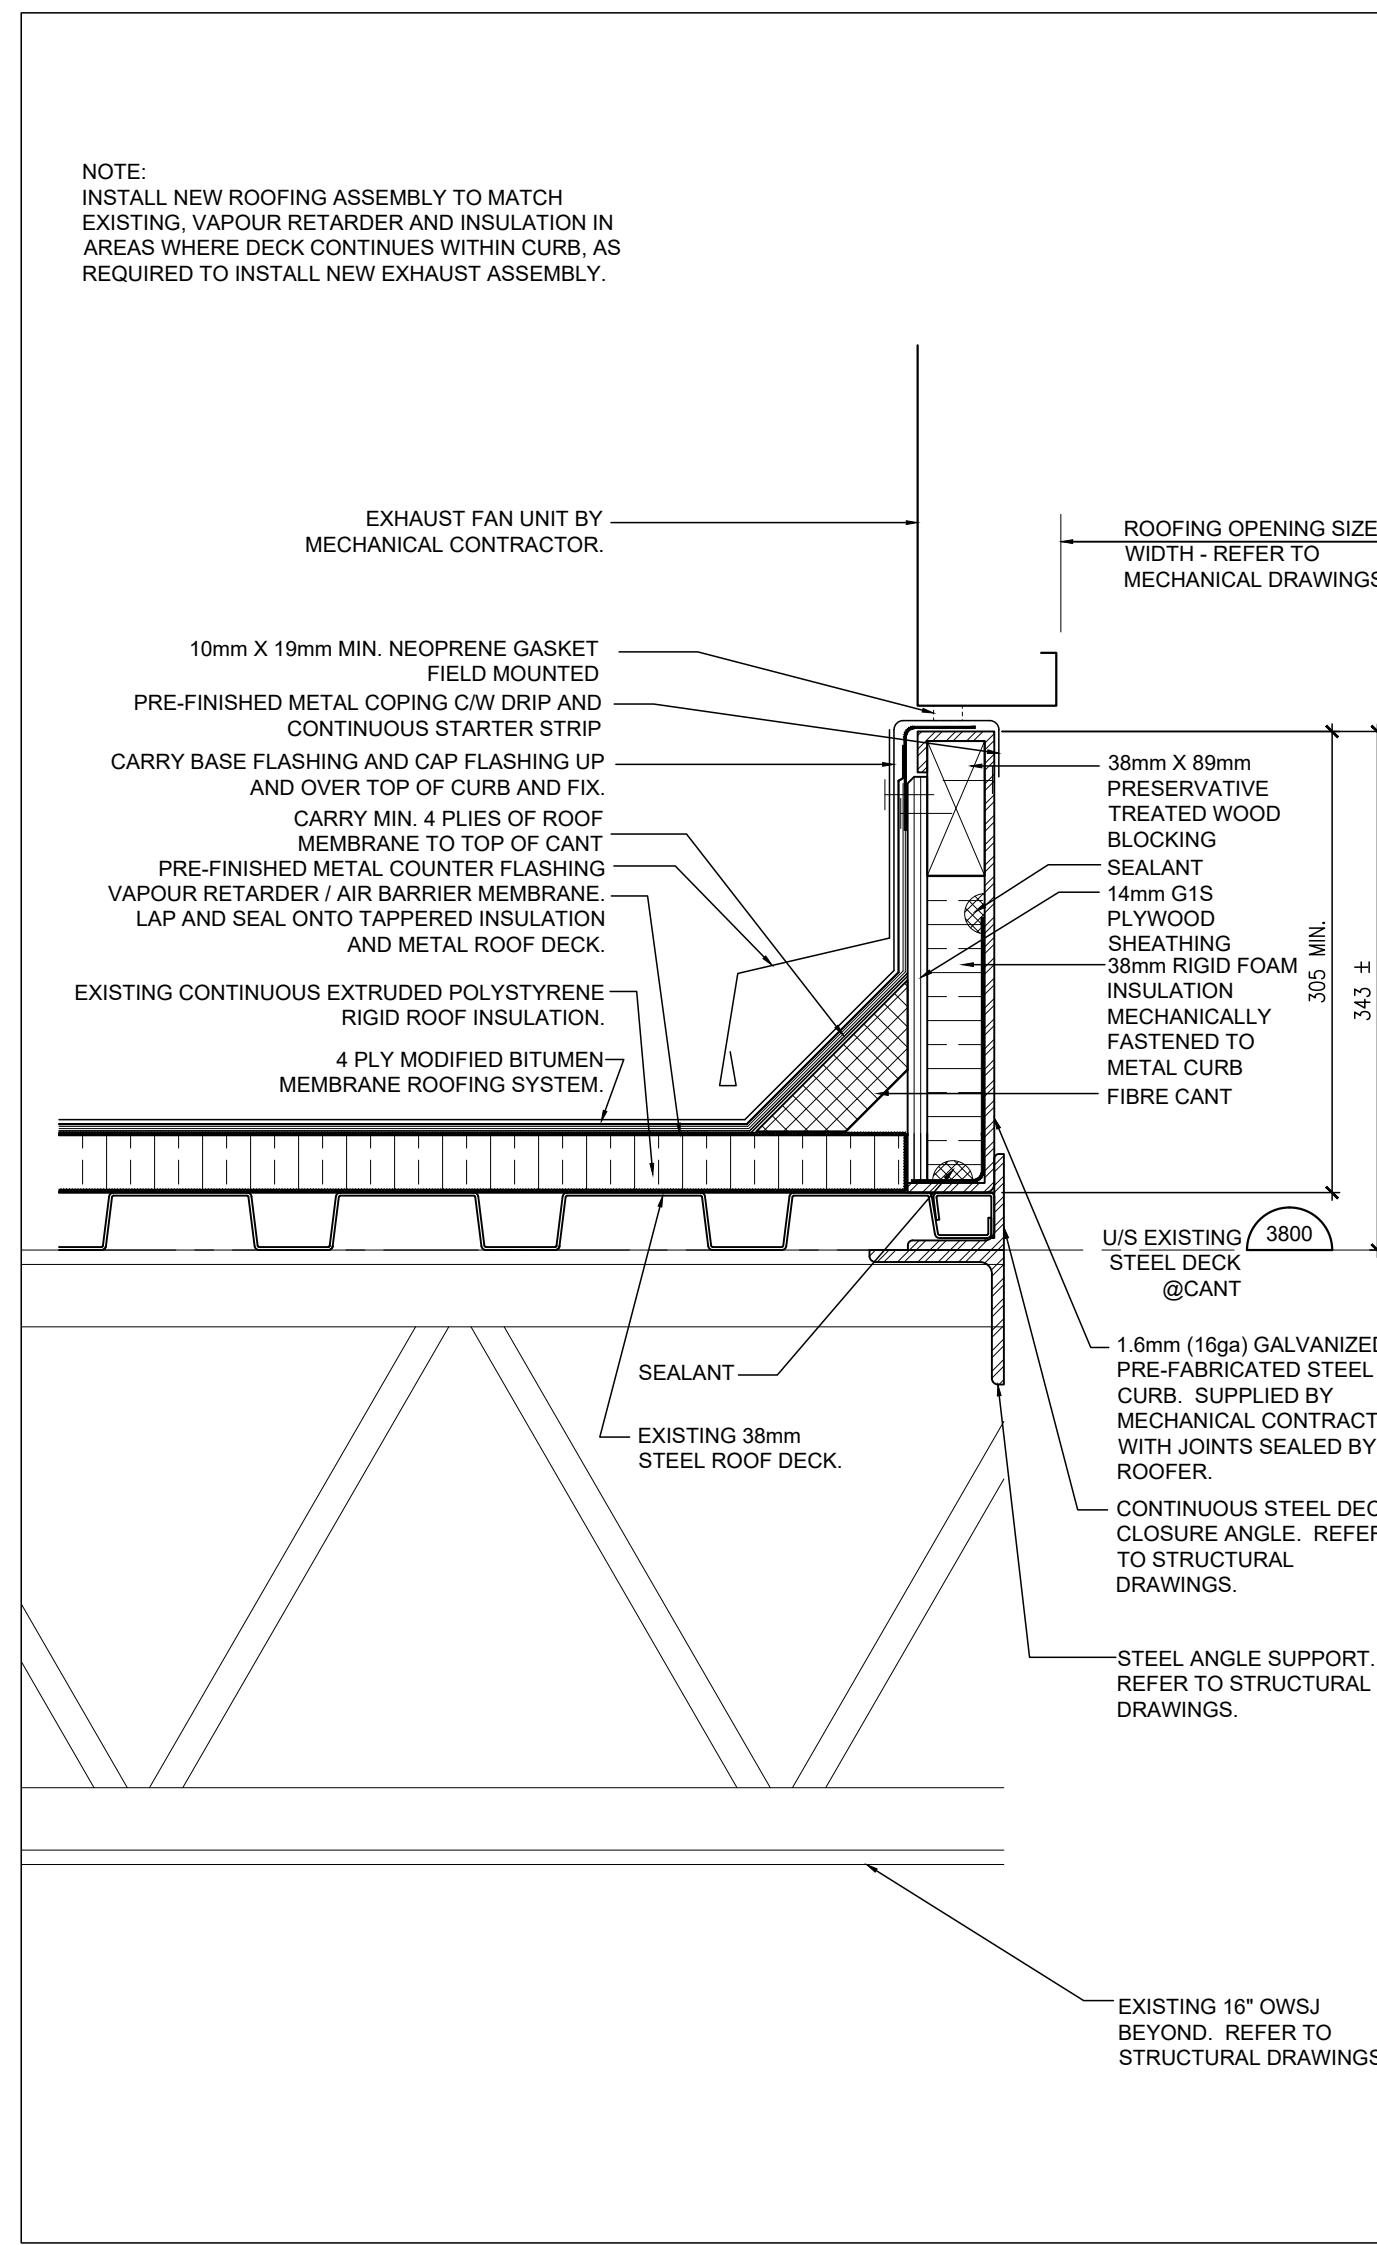 NOTE:
INSTALL NEW ROOFING ASSEMBLY TO MATCH
EXISTING, VAPOUR RETARDER AND INSULATION IN
AREAS WHERE DECK CONTINUES WITHIN CURB, AS
REQUIRED TO INSTALL NEW EXHAUST ASSEMBLY.
EXHAUST FAN UNIT BY
MECHANICAL CONTRACTOR.
ROOFING OPENING SIZE
WIDTH - REFER TO
MECHANICAL DRAWINGS
10mm X 19mm MIN. NEOPRENE GASKET
FIELD MOUNTED
PRE-FINISHED METAL COPING C/W DRIP AND
CONTINUOUS STARTER STRIP
CARRY BASE FLASHING AND CAP FLASHING UP
AND OVER TOP OF CURB AND FIX.
CARRY MIN. 4 PLIES OF ROOF
MEMBRANE TO TOP OF CANT
PRE-FINISHED METAL COUNTER FLASHING
VAPOUR RETARDER / AIR BARRIER MEMBRANE.
LAP AND SEAL ONTO TAPPERED INSULATION
AND METAL ROOF DECK.
EXISTING CONTINUOUS EXTRUDED POLYSTYRENE
RIGID ROOF INSULATION.
4 PLY MODIFIED BITUMEN
MEMBRANE ROOFING SYSTEM.
38mm X 89mm
PRESERVATIVE
TREATED WOOD
BLOCKING
SEALANT
14mm G1S
PLYWOOD
SHEATHING
38mm RIGID FOAM
INSULATION
MECHANICALLY
FASTENED TO
METAL CURB
FIBRE CANT
305 MIN.
343 ±
U/S EXISTING
STEEL DECK
@CANT
3800
SEALANT
EXISTING 38mm
STEEL ROOF DECK.
1.6mm (16ga) GALVANIZED
PRE-FABRICATED STEEL
CURB. SUPPLIED BY
MECHANICAL CONTRACT
WITH JOINTS SEALED BY
ROOFER.
CONTINUOUS STEEL DEC
CLOSURE ANGLE. REFER
TO STRUCTURAL
DRAWINGS.
STEEL ANGLE SUPPORT.
REFER TO STRUCTURAL
DRAWINGS.
EXISTING 16" OWSJ
BEYOND. REFER TO
STRUCTURAL DRAWINGS